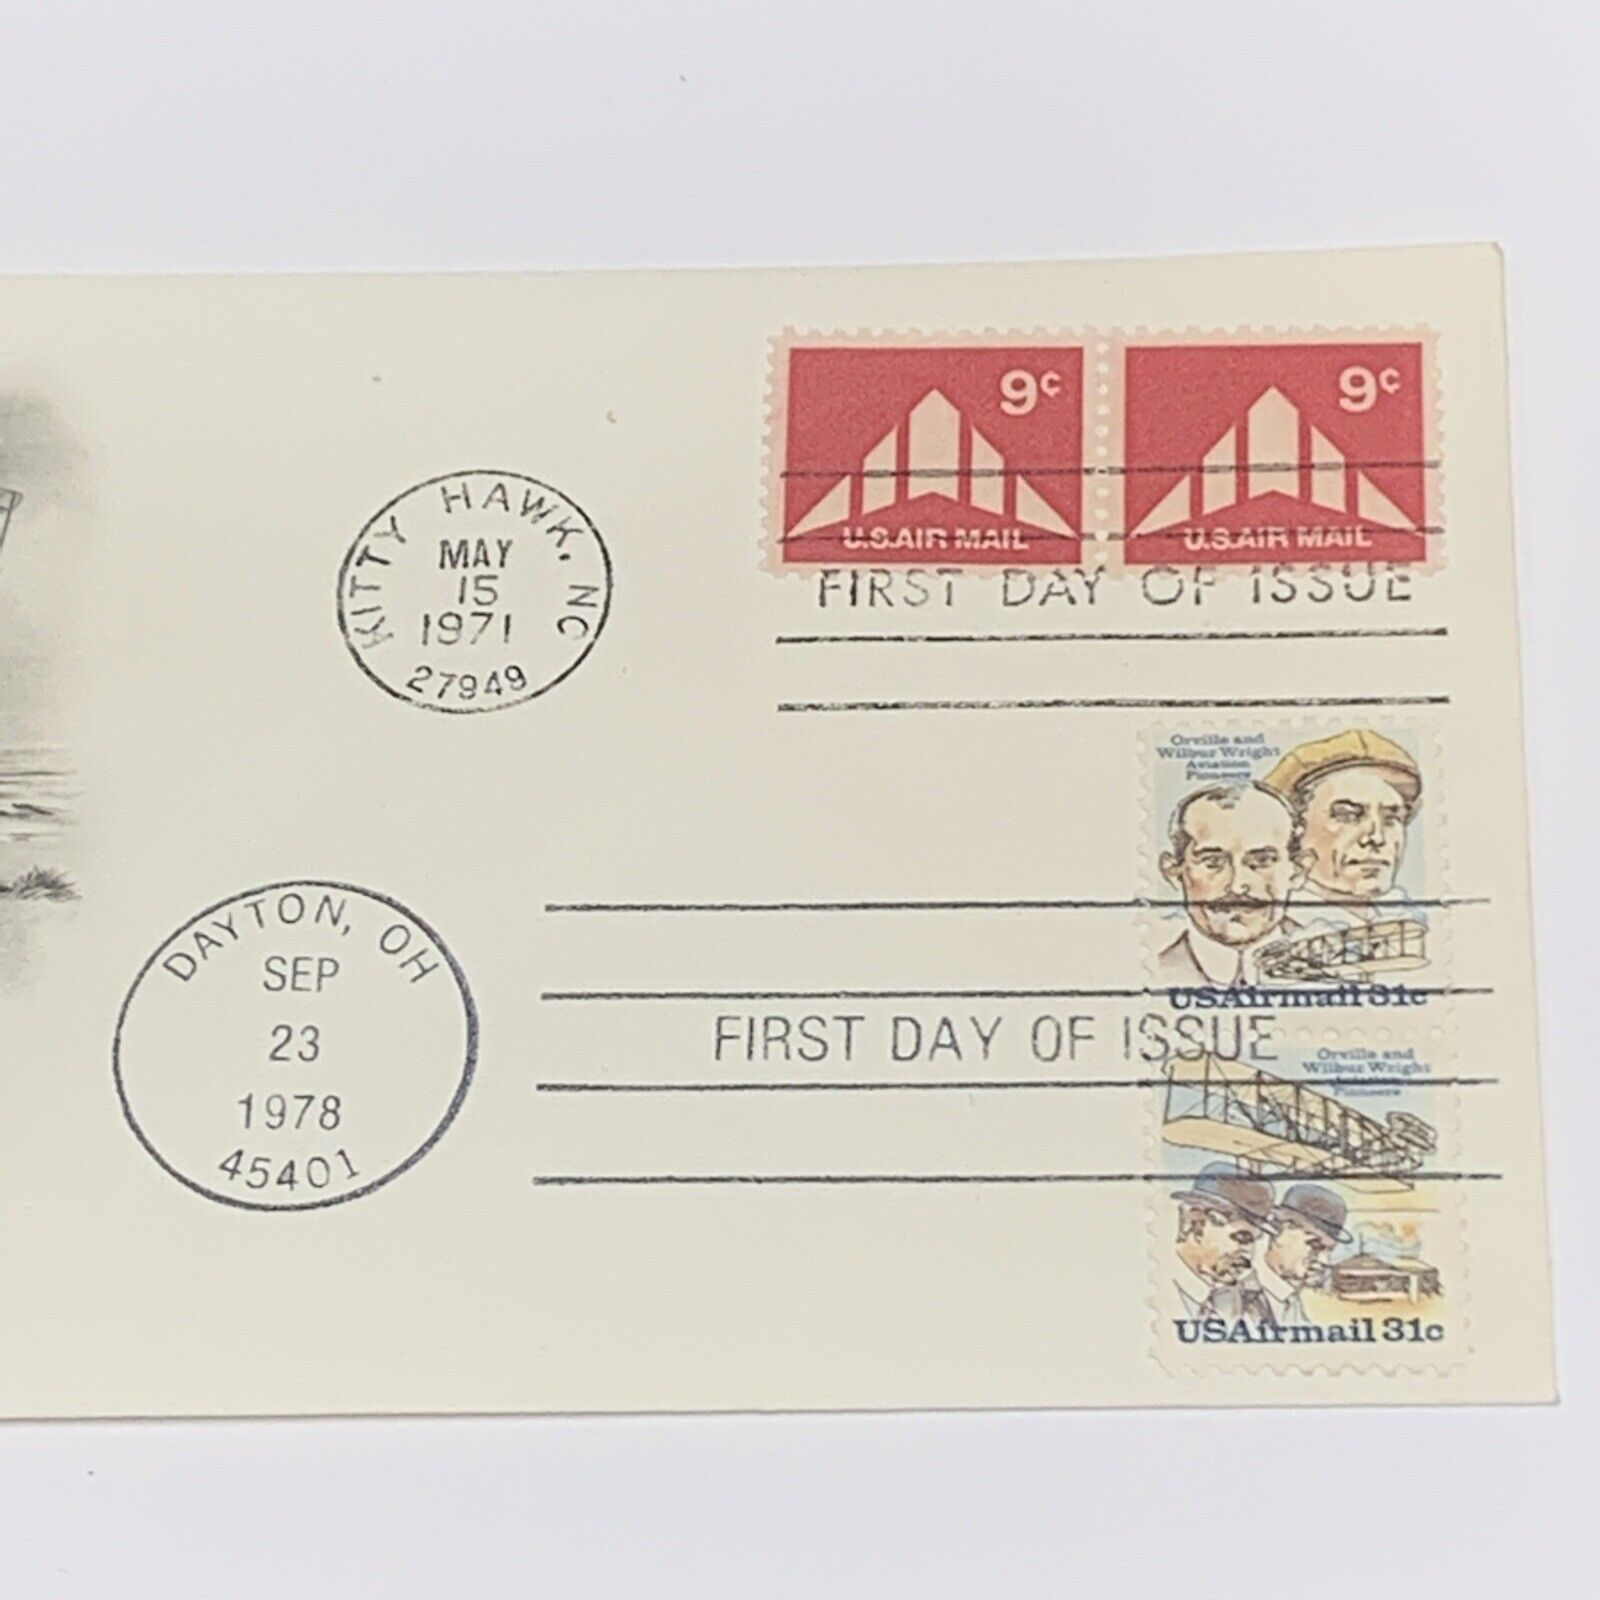 KITTY HAWK, NC
MAY
15
1971
27949
9c
U.S.AIR MAIL
9c
U.S.AIR MAIL
FIRST DAY OF ISSUE
Orville and
Wilbur Wright
Aviation
Pioneers
USAirmail 31c
DAYTON, OH
SEP
23
1978
45401
FIRST DAY OF ISSUE
Orville and
Wilbur Wright
Aviation
Pioneers
USAirmail 31c